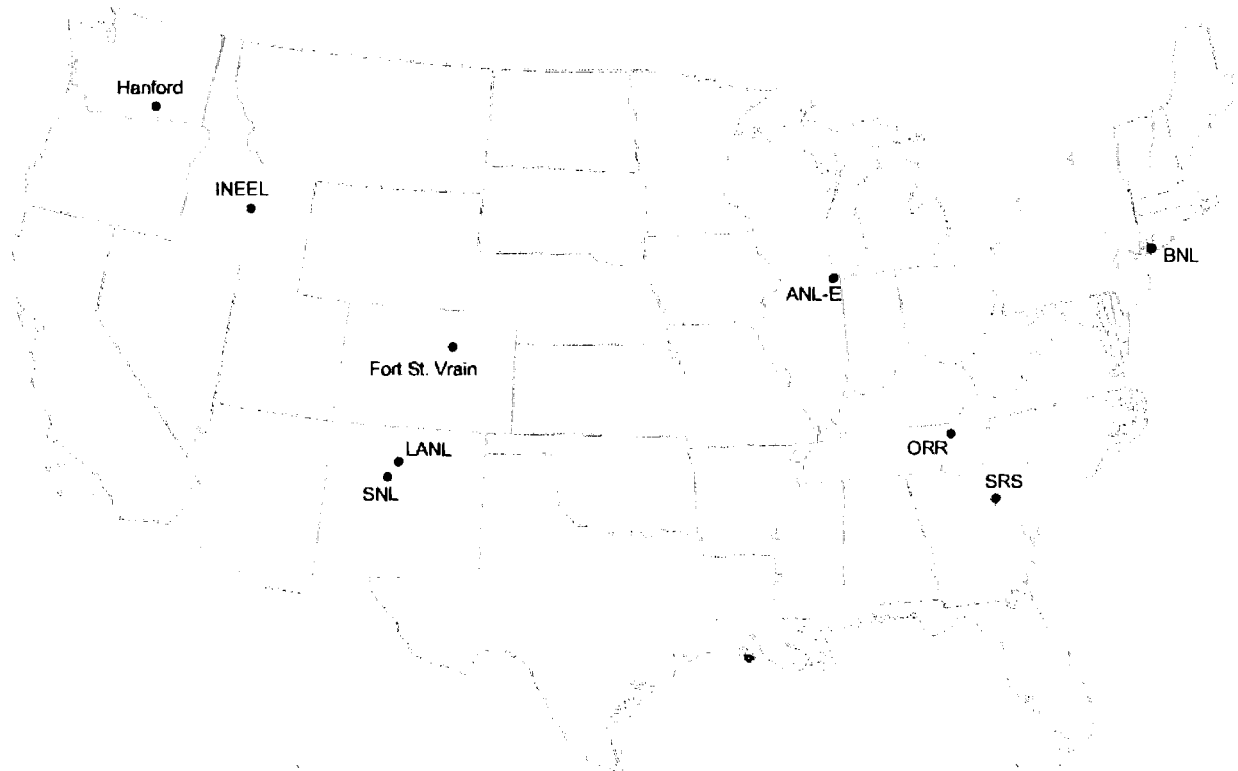 Hanford
INEEL
BNL
ANL-E
Fort St. Vrain
ORR
LANL
SNL
SRS